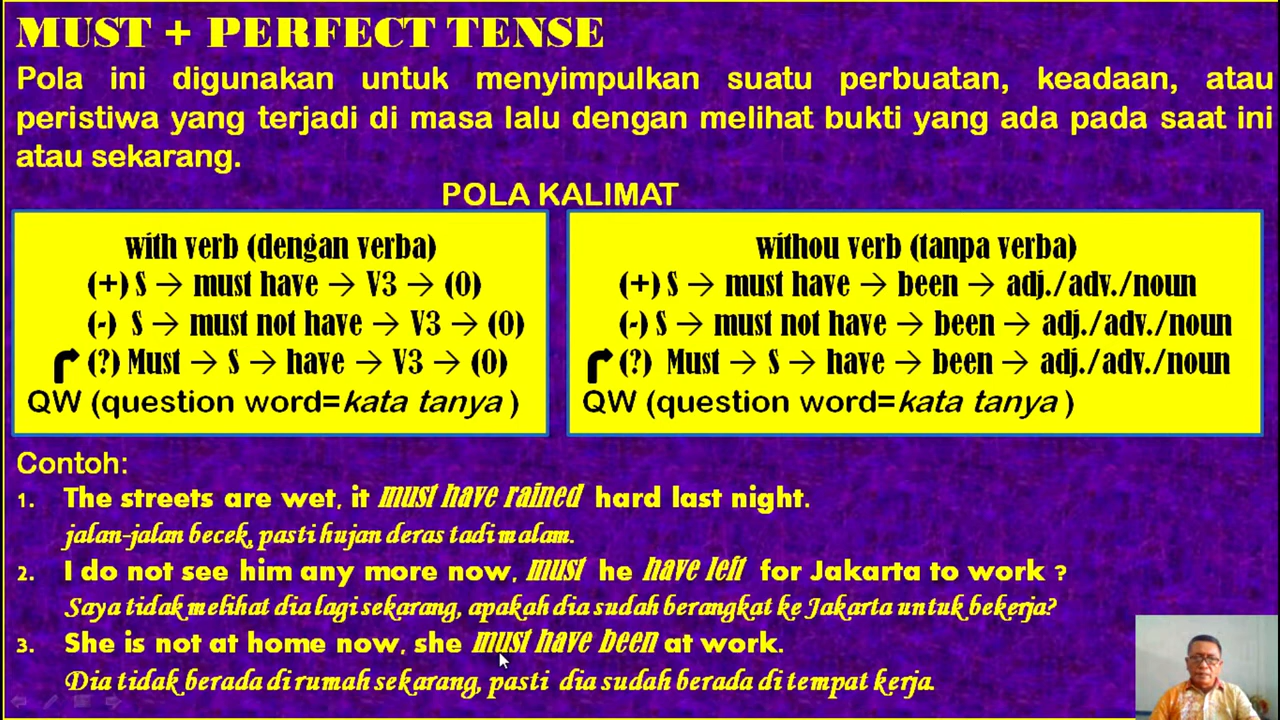 MUST + PERFECT TENSE
Pola ini digunakan untuk menyimpulkan suatu perbuatan, keadaan, atau
peristiwa yang terjadi di masa lalu dengan melihat bukti yang ada pada saat ini
atau sekarang.
POLA KALIMAT
with verb (dengan verba)
(+) S → must have → V3 → (O)
(-) S → must not have → V3 → (O)
(?) Must → S → have → V3 → (O)
QW (question word=kata tanya )
withou verb (tanpa verba)
(+) S → must have → been → adj./adv./noun
(-) S → must not have → been → adj./adv./noun
(?) Must → S → have → been → adj./adv./noun
QW (question word=kata tanya )
Contoh:
1. The streets are wet, it must have rained hard last night.
jalan-jalan becek, pasti hujan deras tadi malam.
2. I do not see him any more now, must he have left for Jakarta to work ?
Saya tidak melihat dia lagi sekarang, apakah dia sudah berangkat ke Jakarta untuk bekerja?
3. She is not at home now, she must have been at work.
Dia tidak berada di rumah sekarang, pasti dia sudah berada di tempat kerja.